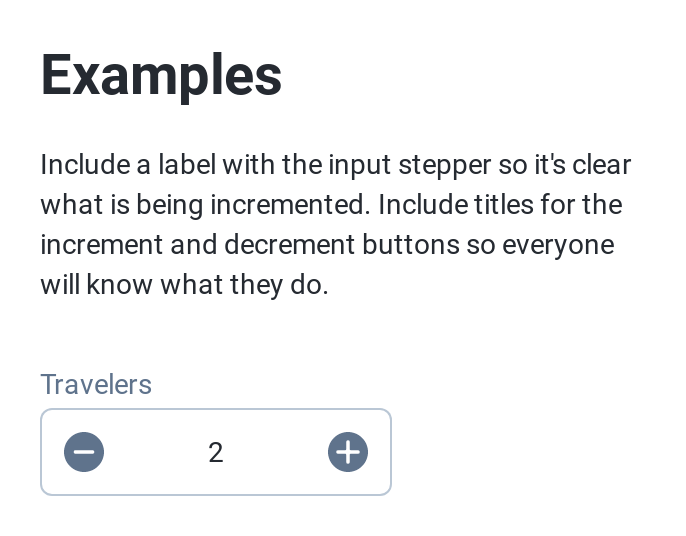 Examples
Include a label with the input stepper so it's clear
what is being incremented. Include titles for the
increment and decrement buttons so everyone
will know what they do.
Travelers
2